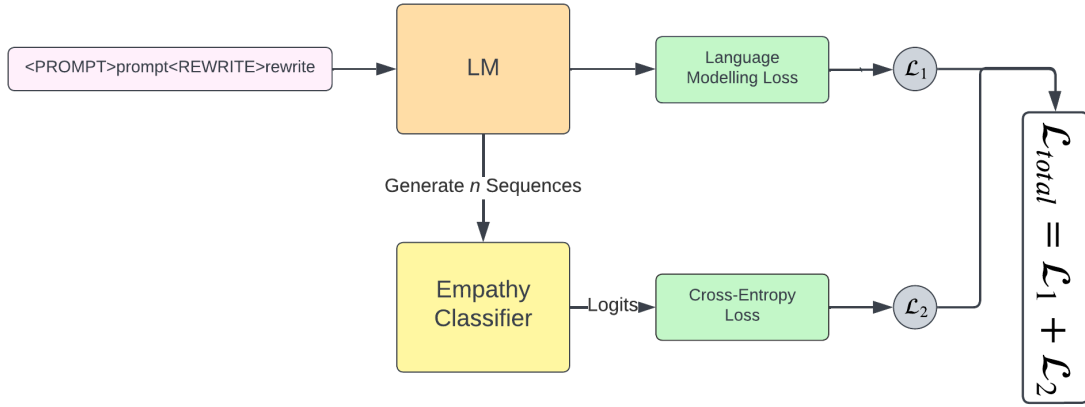 <PROMPT>prompt<REWRITE>rewrite
LM
Language
Modelling Loss
ℒ1
Generate n Sequences
Empathy
Classifier
Logits
Cross-Entropy
Loss
ℒ2
ℒtotal = ℒ1 + ℒ2